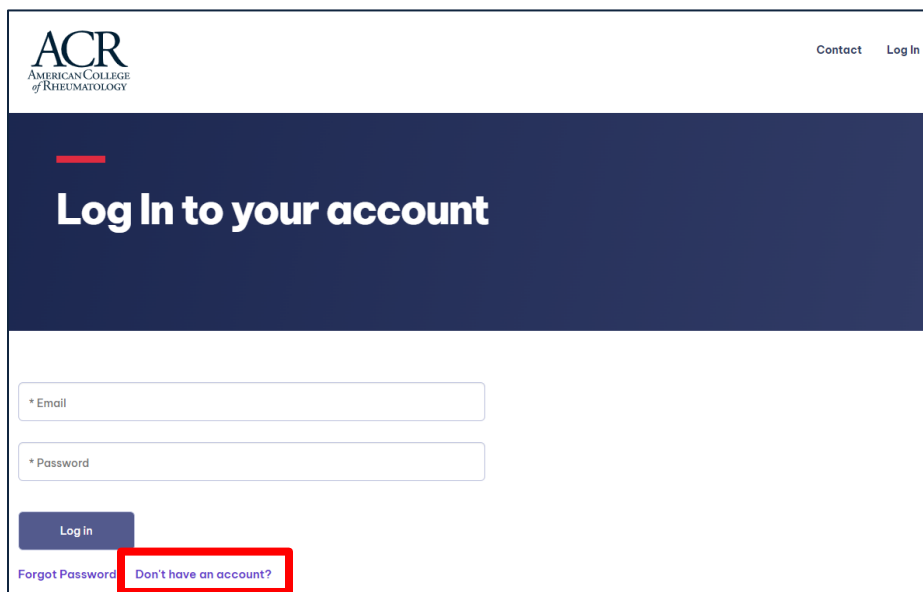 ACR
AMERICAN COLLEGE
of RHEUMATOLOGY
Contact Log In
Log In to your account
* Email
* Password
Log in
Forgot Password Don't have an account?